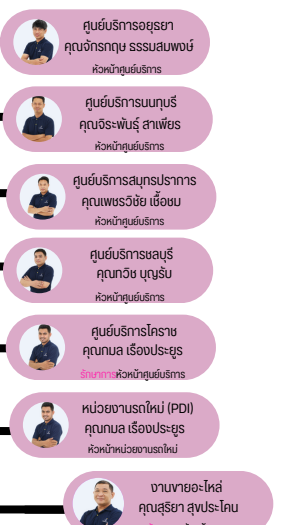 ศูนย์บริการอยุธยา
คุณจักรกฤษ ธรรมสมพงษ์
หัวหน้าศูนย์บริการ
ศูนย์บริการนนทบุรี
คุณจิระพันธุ์ สาเพียร
หัวหน้าศูนย์บริการ
ศูนย์บริการสมุทรปราการ
คุณเพชรวิชัย เชื้อชม
หัวหน้าศูนย์บริการ
ศูนย์บริการชลบุรี
คุณทวิช บุญรับ
หัวหน้าศูนย์บริการ
ศูนย์บริการโคราช
คุณกมล เรืองประยูร
รักษาการหัวหน้าศูนย์บริการ
หน่วยงานรถใหม่ (PDI)
คุณกมล เรืองประยูร
หัวหน้าหน่วยงานรถใหม่
งานขายอะไหล่
คุณสุริยา สุขประโคน